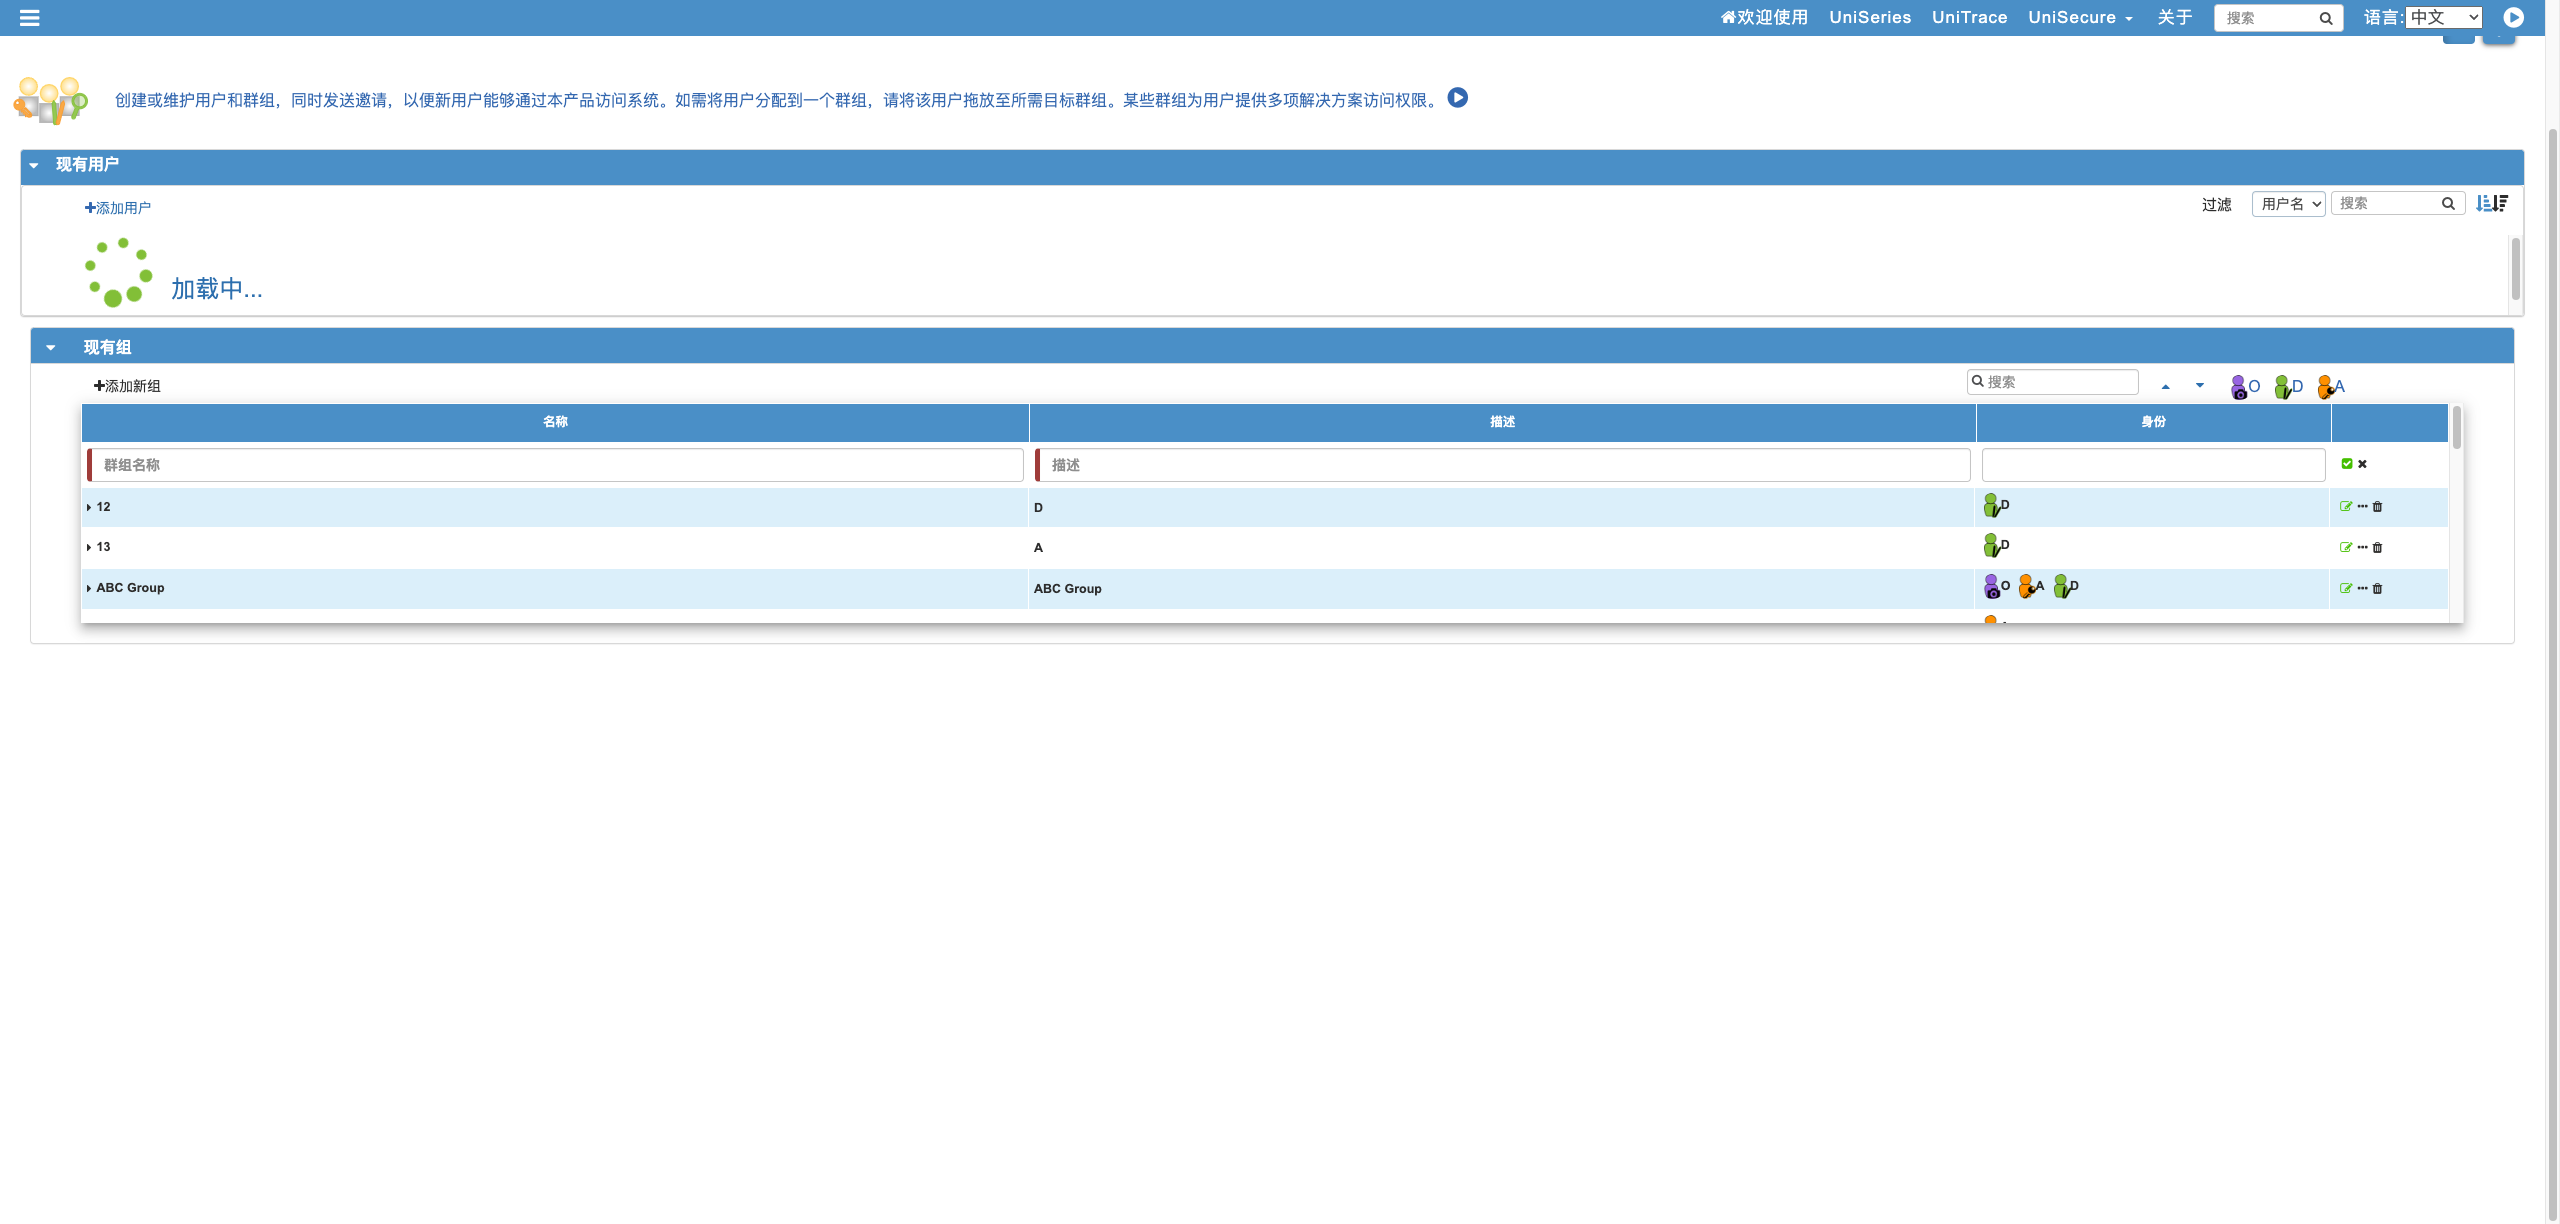 欢迎使用 UniSeries UniTrace UniSecure 关于 搜索 语言: 中文
创建或维护用户和群组，同时发送邀请，以便新用户能够通过本产品访问系统。如需将用户分配到一个群组，请将该用户拖放至所需目标群组。某些群组为用户提供多项解决方案访问权限。
现有用户
添加用户 过滤 用户名 搜索
加载中...
现有组
添加新组 搜索 O D A
名称 描述 身份
群组名称 描述
12 D D
13 A D
ABC Group ABC Group O A D